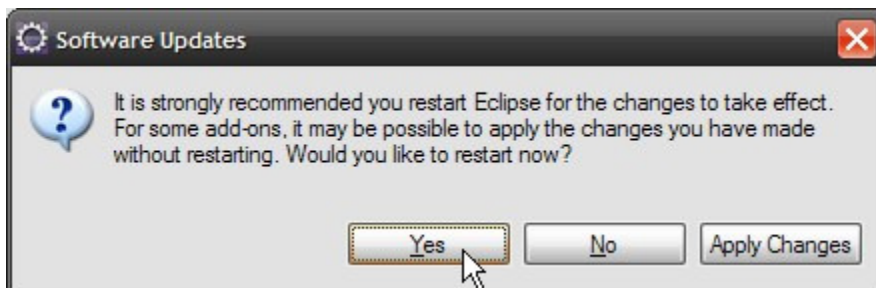 Software Updates
It is strongly recommended you restart Eclipse for the changes to take effect.
For some add-ons, it may be possible to apply the changes you have made
without restarting. Would you like to restart now?
Yes No Apply Changes